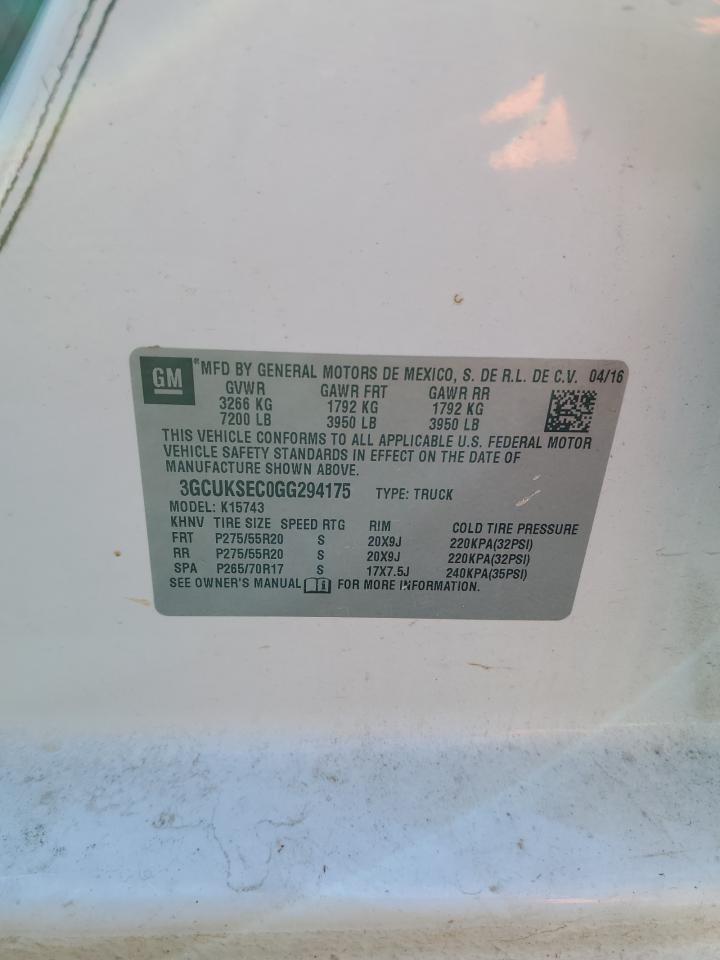 GM
*MFD BY GENERAL MOTORS DE MEXICO, S. DE R.L. DE C.V. 04/16
GVWR GAWR FRT GAWR RR
3266 KG 1792 KG 1792 KG
7200 LB 3950 LB 3950 LB
THIS VEHICLE CONFORMS TO ALL APPLICABLE U.S. FEDERAL MOTOR
VEHICLE SAFETY STANDARDS IN EFFECT ON THE DATE OF
MANUFACTURE SHOWN ABOVE.
3GCUKSEC0GG294175 TYPE: TRUCK
MODEL: K15743
KHNV TIRE SIZE SPEED RTG RIM COLD TIRE PRESSURE
FRT P275/55R20 S 20X9J 220KPA(32PSI)
RR P275/55R20 S 20X9J 220KPA(32PSI)
SPA P265/70R17 S 17X7.5J 240KPA(35PSI)
SEE OWNER'S MANUAL i FOR MORE INFORMATION.